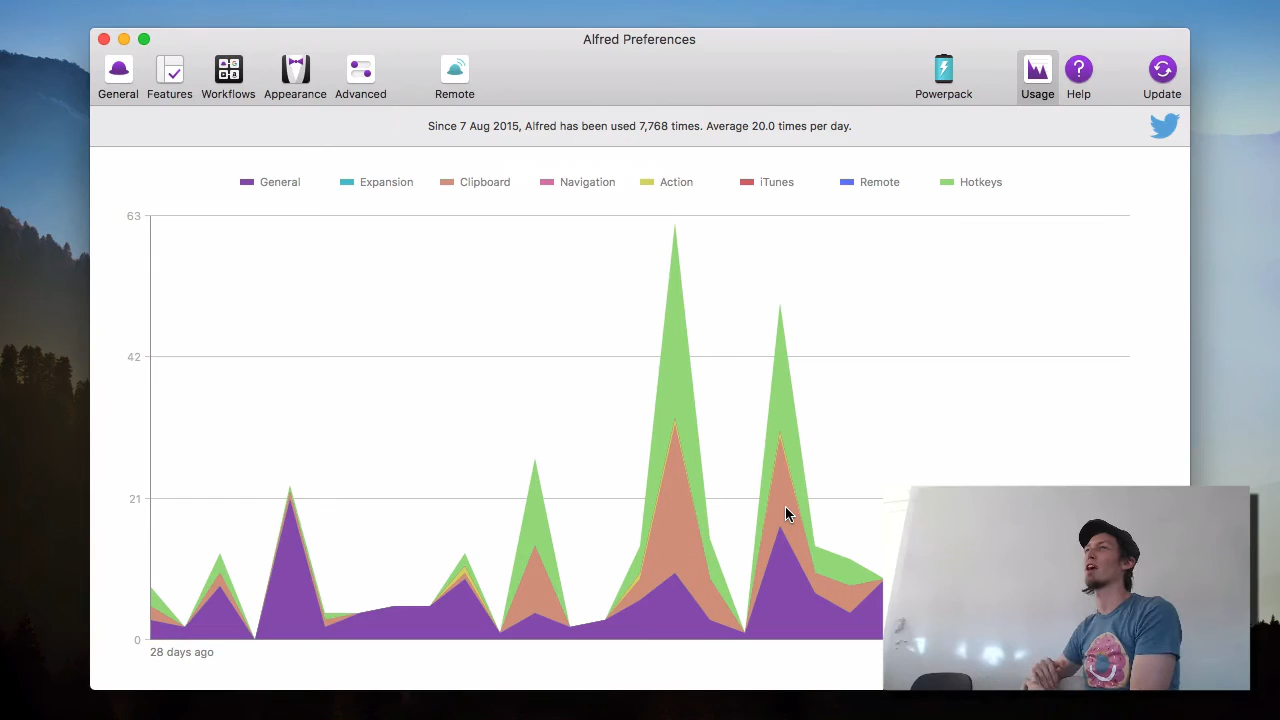 Alfred Preferences
General Features Workflows Appearance Advanced Remote Powerpack Usage Help Update
Since 7 Aug 2015, Alfred has been used 7,768 times. Average 20.0 times per day.
General Expansion Clipboard Navigation Action iTunes Remote Hotkeys
63
42
21
0
28 days ago